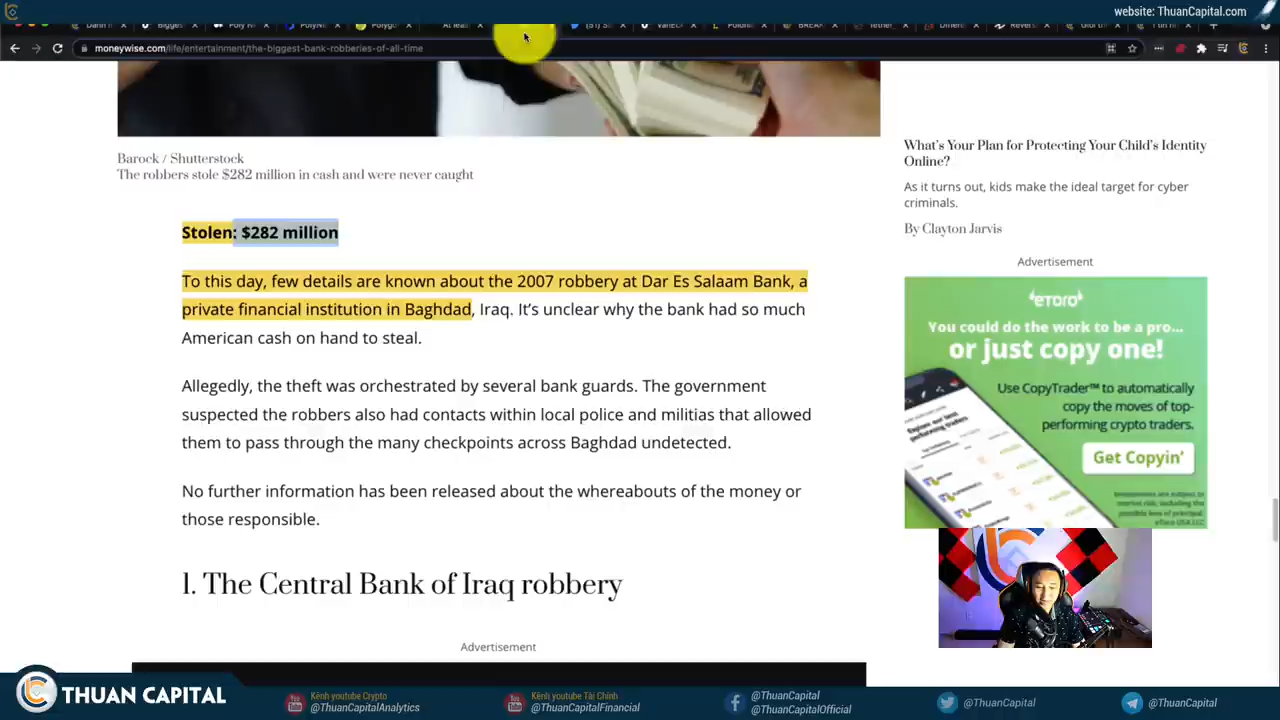 website: ThuanCapital.com
moneywise.com/life/entertainment/the-biggest-bank-robberies-of-all-time
Barock / Shutterstock
The robbers stole $282 million in cash and were never caught
Stolen: $282 million
To this day, few details are known about the 2007 robbery at Dar Es Salaam Bank, a
private financial institution in Baghdad, Iraq. It's unclear why the bank had so much
American cash on hand to steal.
Allegedly, the theft was orchestrated by several bank guards. The government
suspected the robbers also had contacts within local police and militias that allowed
them to pass through the many checkpoints across Baghdad undetected.
No further information has been released about the whereabouts of the money or
those responsible.
1. The Central Bank of Iraq robbery
Advertisement
What's Your Plan for Protecting Your Child's Identity
Online?
As it turns out, kids make the ideal target for cyber
criminals.
By Clayton Jarvis
Advertisement
eToro
You could do the work to be a pro...
or just copy one!
Use CopyTrader™ to automatically
copy the moves of top-
performing crypto traders.
Get Copyin'
THUAN CAPITAL
Kênh youtube Crypto
@ThuanCapitalAnalytics
Kênh youtube Tài Chính
@ThuanCapitalFinancial
@ThuanCapital
@ThuanCapitalOfficial
@ThuanCapital
@ThuanCapital